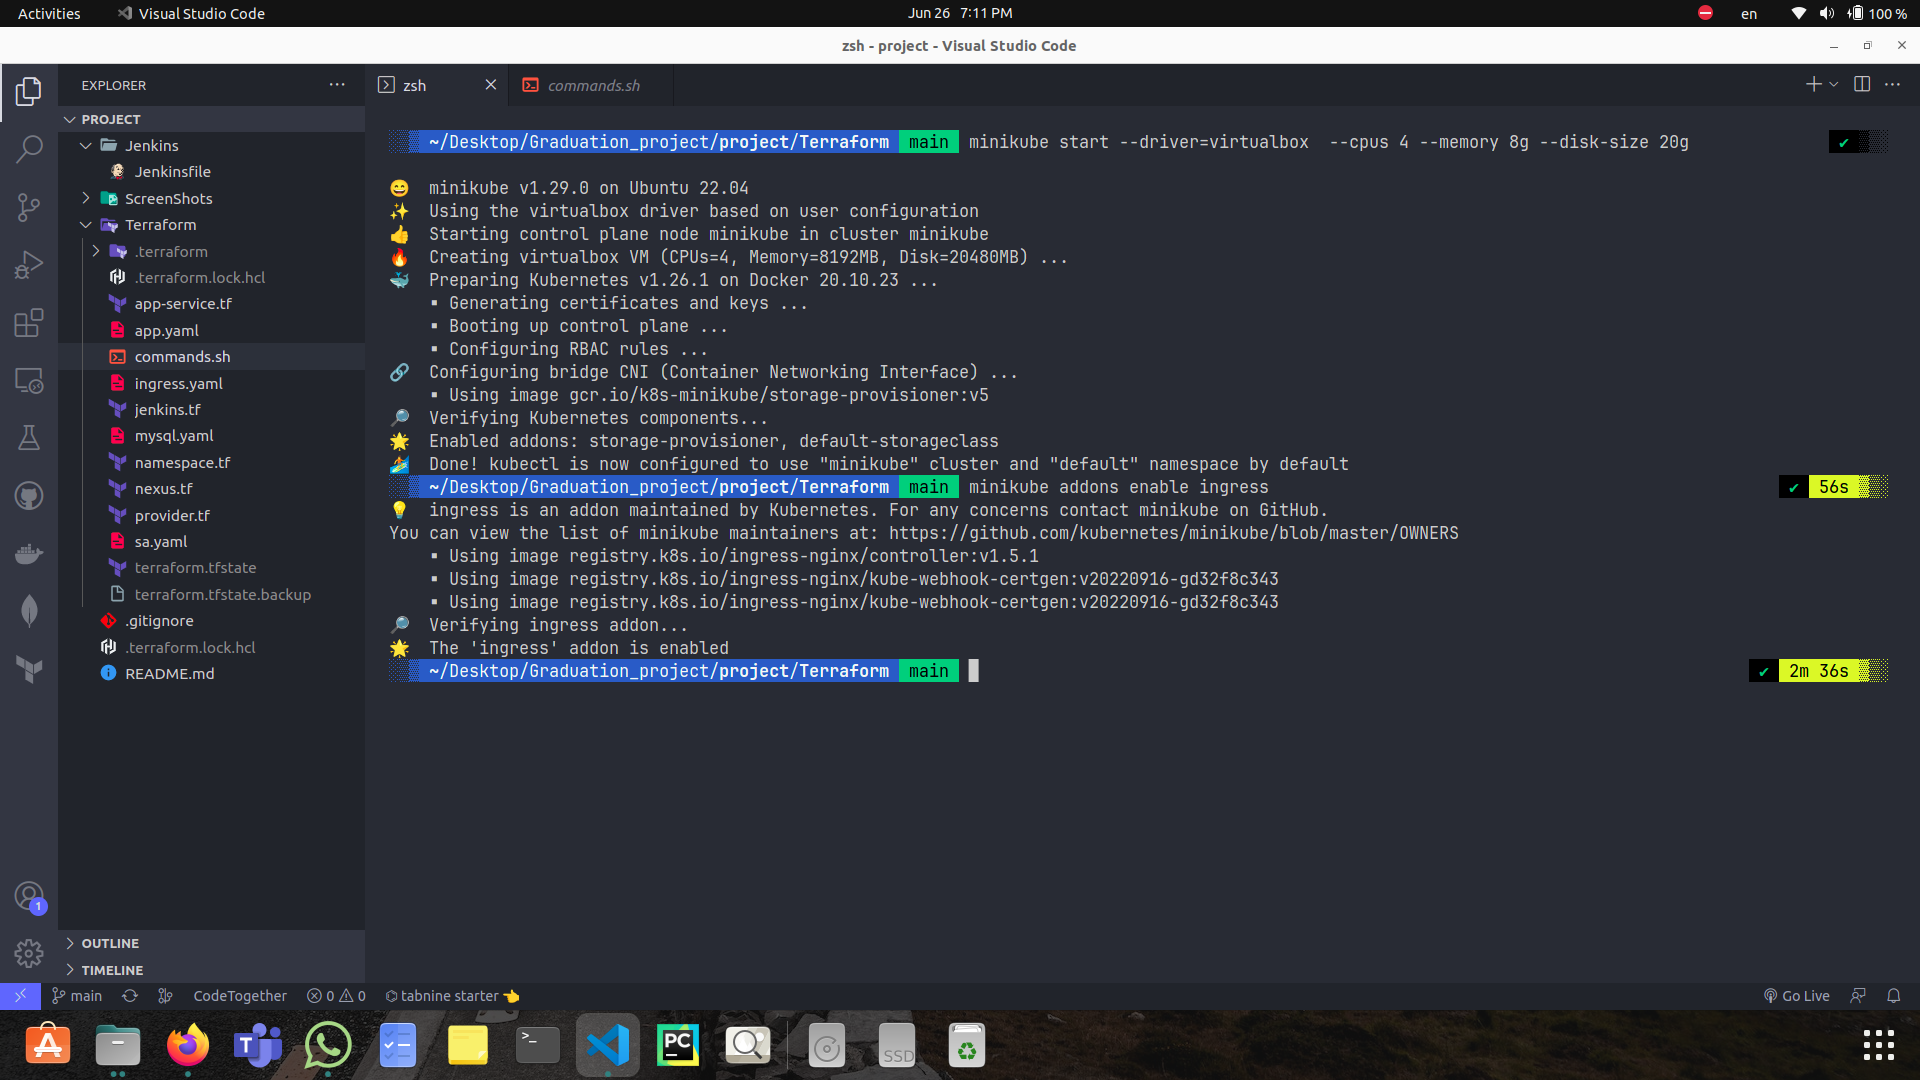 Activities
Visual Studio Code
Jun 26 7:11 PM
en
100 %
zsh - project - Visual Studio Code
EXPLORER
zsh
commands.sh
PROJECT
Jenkins
Jenkinsfile
ScreenShots
Terraform
.terraform
.terraform.lock.hcl
app-service.tf
app.yaml
commands.sh
ingress.yaml
jenkins.tf
mysql.yaml
namespace.tf
nexus.tf
provider.tf
sa.yaml
terraform.tfstate
terraform.tfstate.backup
.gitignore
.terraform.lock.hcl
README.md
OUTLINE
TIMELINE
~/Desktop/Graduation_project/project/Terraform main minikube start --driver=virtualbox  --cpus 4 --memory 8g --disk-size 20g ✔
😄 minikube v1.29.0 on Ubuntu 22.04
✨ Using the virtualbox driver based on user configuration
👍 Starting control plane node minikube in cluster minikube
🔥 Creating virtualbox VM (CPUs=4, Memory=8192MB, Disk=20480MB) ...
🐳 Preparing Kubernetes v1.26.1 on Docker 20.10.23 ...
▪ Generating certificates and keys ...
▪ Booting up control plane ...
▪ Configuring RBAC rules ...
🔗 Configuring bridge CNI (Container Networking Interface) ...
▪ Using image gcr.io/k8s-minikube/storage-provisioner:v5
🔎 Verifying Kubernetes components...
🌟 Enabled addons: storage-provisioner, default-storageclass
🏄 Done! kubectl is now configured to use "minikube" cluster and "default" namespace by default
~/Desktop/Graduation_project/project/Terraform main minikube addons enable ingress ✔ 56s
💡 ingress is an addon maintained by Kubernetes. For any concerns contact minikube on GitHub.
You can view the list of minikube maintainers at: https://github.com/kubernetes/minikube/blob/master/OWNERS
▪ Using image registry.k8s.io/ingress-nginx/controller:v1.5.1
▪ Using image registry.k8s.io/ingress-nginx/kube-webhook-certgen:v20220916-gd32f8c343
▪ Using image registry.k8s.io/ingress-nginx/kube-webhook-certgen:v20220916-gd32f8c343
🔎 Verifying ingress addon...
🌟 The 'ingress' addon is enabled
~/Desktop/Graduation_project/project/Terraform main ✔ 2m 36s
1
main
CodeTogether
0 0
tabnine starter 👈
Go Live
T
>_
PC
SSD